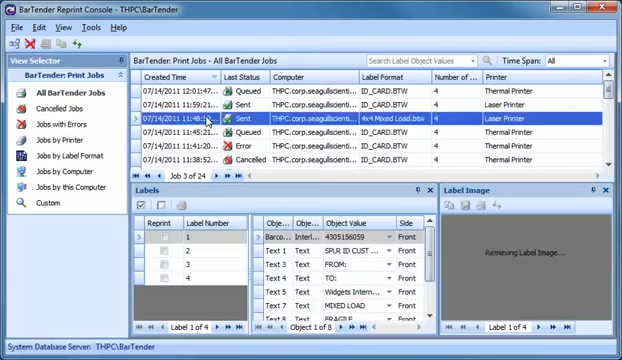 BarTender Reprint Console - THPC\BarTender
File Edit View Tools Help
View Selector
BarTender: Print Jobs
All BarTender Jobs
Cancelled Jobs
Jobs with Errors
Jobs by Printer
Jobs by Label Format
Jobs by Computer
Jobs by this Computer
Custom
BarTender: Print Jobs - All BarTender Jobs
Search Label Object Values
Time Span: All
Created Time Last Status Computer Label Format Number of ... Printer
07/14/2011 12:01:47... Queued THPC.corp.seagullscienti... ID_CARD.BTW 4 Thermal Printer
07/14/2011 11:59:21... Sent THPC.corp.seagullscienti... ID_CARD.BTW 4 Laser Printer
07/14/2011 11:48:52... Sent THPC.corp.seagullscienti... 4x4 Mixed Load.btw 4 Laser Printer
07/14/2011 11:45:21... Queued THPC.corp.seagullscienti... ID_CARD.BTW 4 Thermal Printer
07/14/2011 11:41:20... Error THPC.corp.seagullscienti... ID_CARD.BTW 4 Thermal Printer
07/14/2011 11:38:52... Cancelled THPC.corp.seagullscienti... ID_CARD.BTW 4 Thermal Printer
Job 3 of 24
Labels
Reprint Label Number
1
2
3
4
Label 1 of 4
Obje... Obje... Object Value Side
Barco... Interl... 4305156059 Front
Text 1 SPLR ID CUST ... Front
Text 3 FROM: Front
Text 4 TO: Front
Text 5 Widgets Intern... Front
Text 7 MIXED LOAD Front
Text 8 FRAGILE Front
Object 1 of 8
Label Image
Retrieving Label Image...
Label 1 of 4
System Database Server: THPC\BarTender